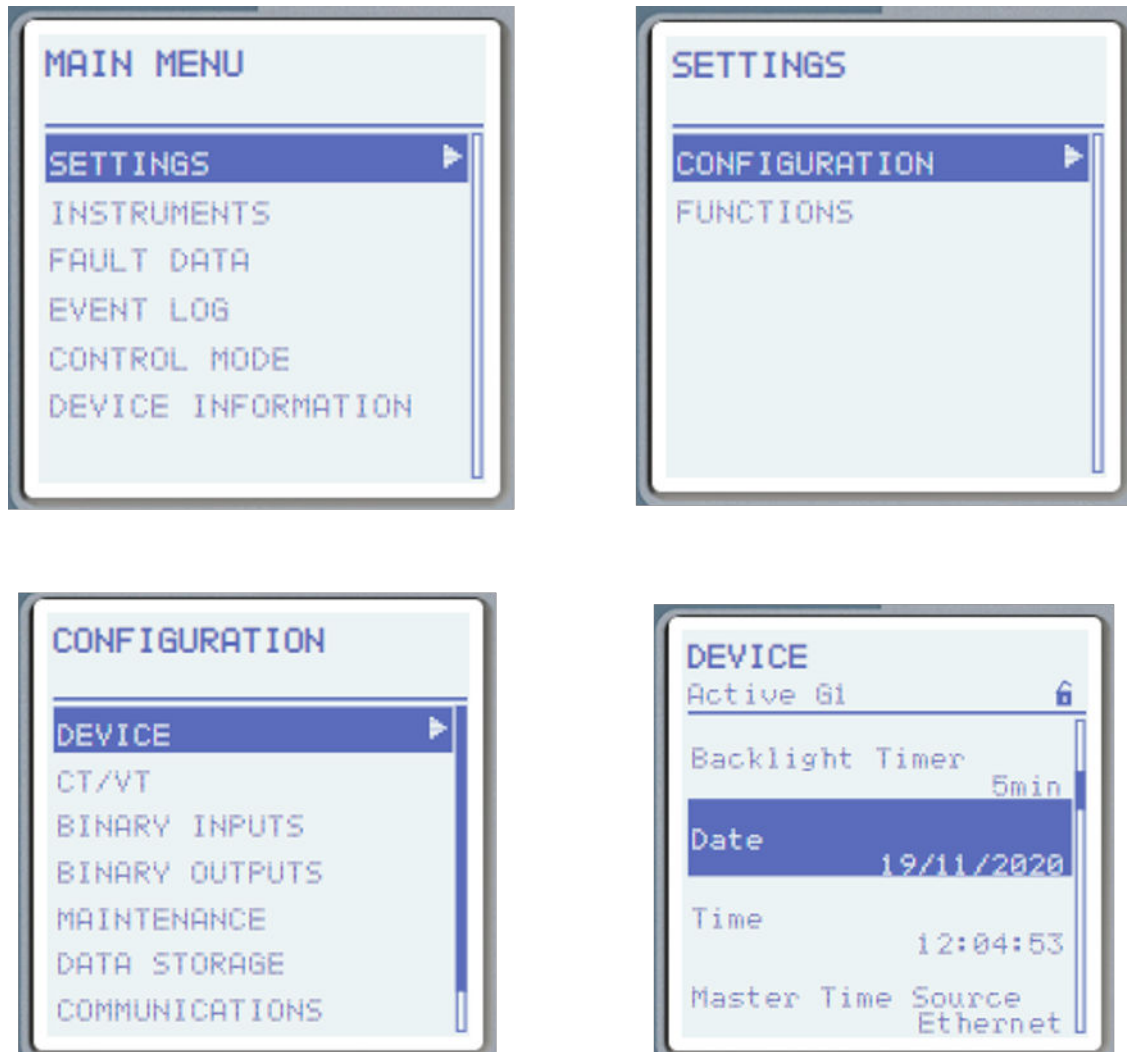 MAIN MENU
SETTINGS
INSTRUMENTS
FAULT DATA
EVENT LOG
CONTROL MODE
DEVICE INFORMATION
SETTINGS
CONFIGURATION
FUNCTIONS
CONFIGURATION
DEVICE
CT/VT
BINARY INPUTS
BINARY OUTPUTS
MAINTENANCE
DATA STORAGE
COMMUNICATIONS
DEVICE
Active G1
Backlight Timer
5min
Date
19/11/2020
Time
12:04:53
Master Time Source
Ethernet